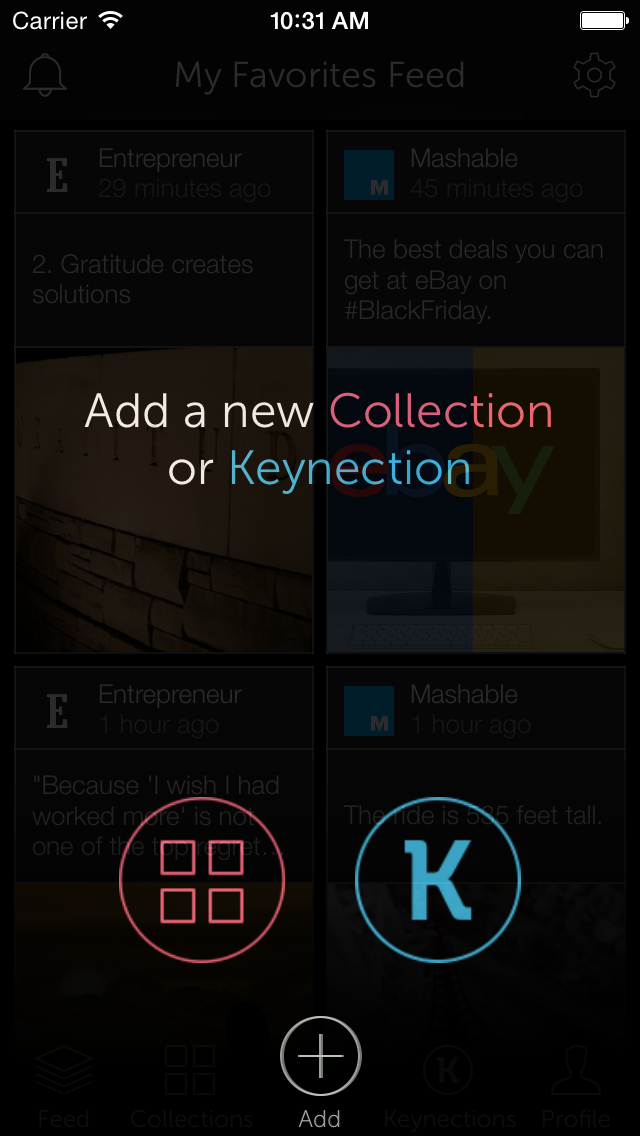 Carrier 10:31 AM
My Favorites Feed
E Entrepreneur
29 minutes ago
2. Gratitude creates
solutions
M Mashable
45 minutes ago
The best deals you can
get at eBay on
#BlackFriday.
ebay
Add a new Collection
or Keynection
E Entrepreneur
1 hour ago
"Because 'I wish I had
worked more' is not
one of the top regret...
M Mashable
1 hour ago
The ride is 535 feet tall.
K
K
Feed Collections Add Keynections Profile